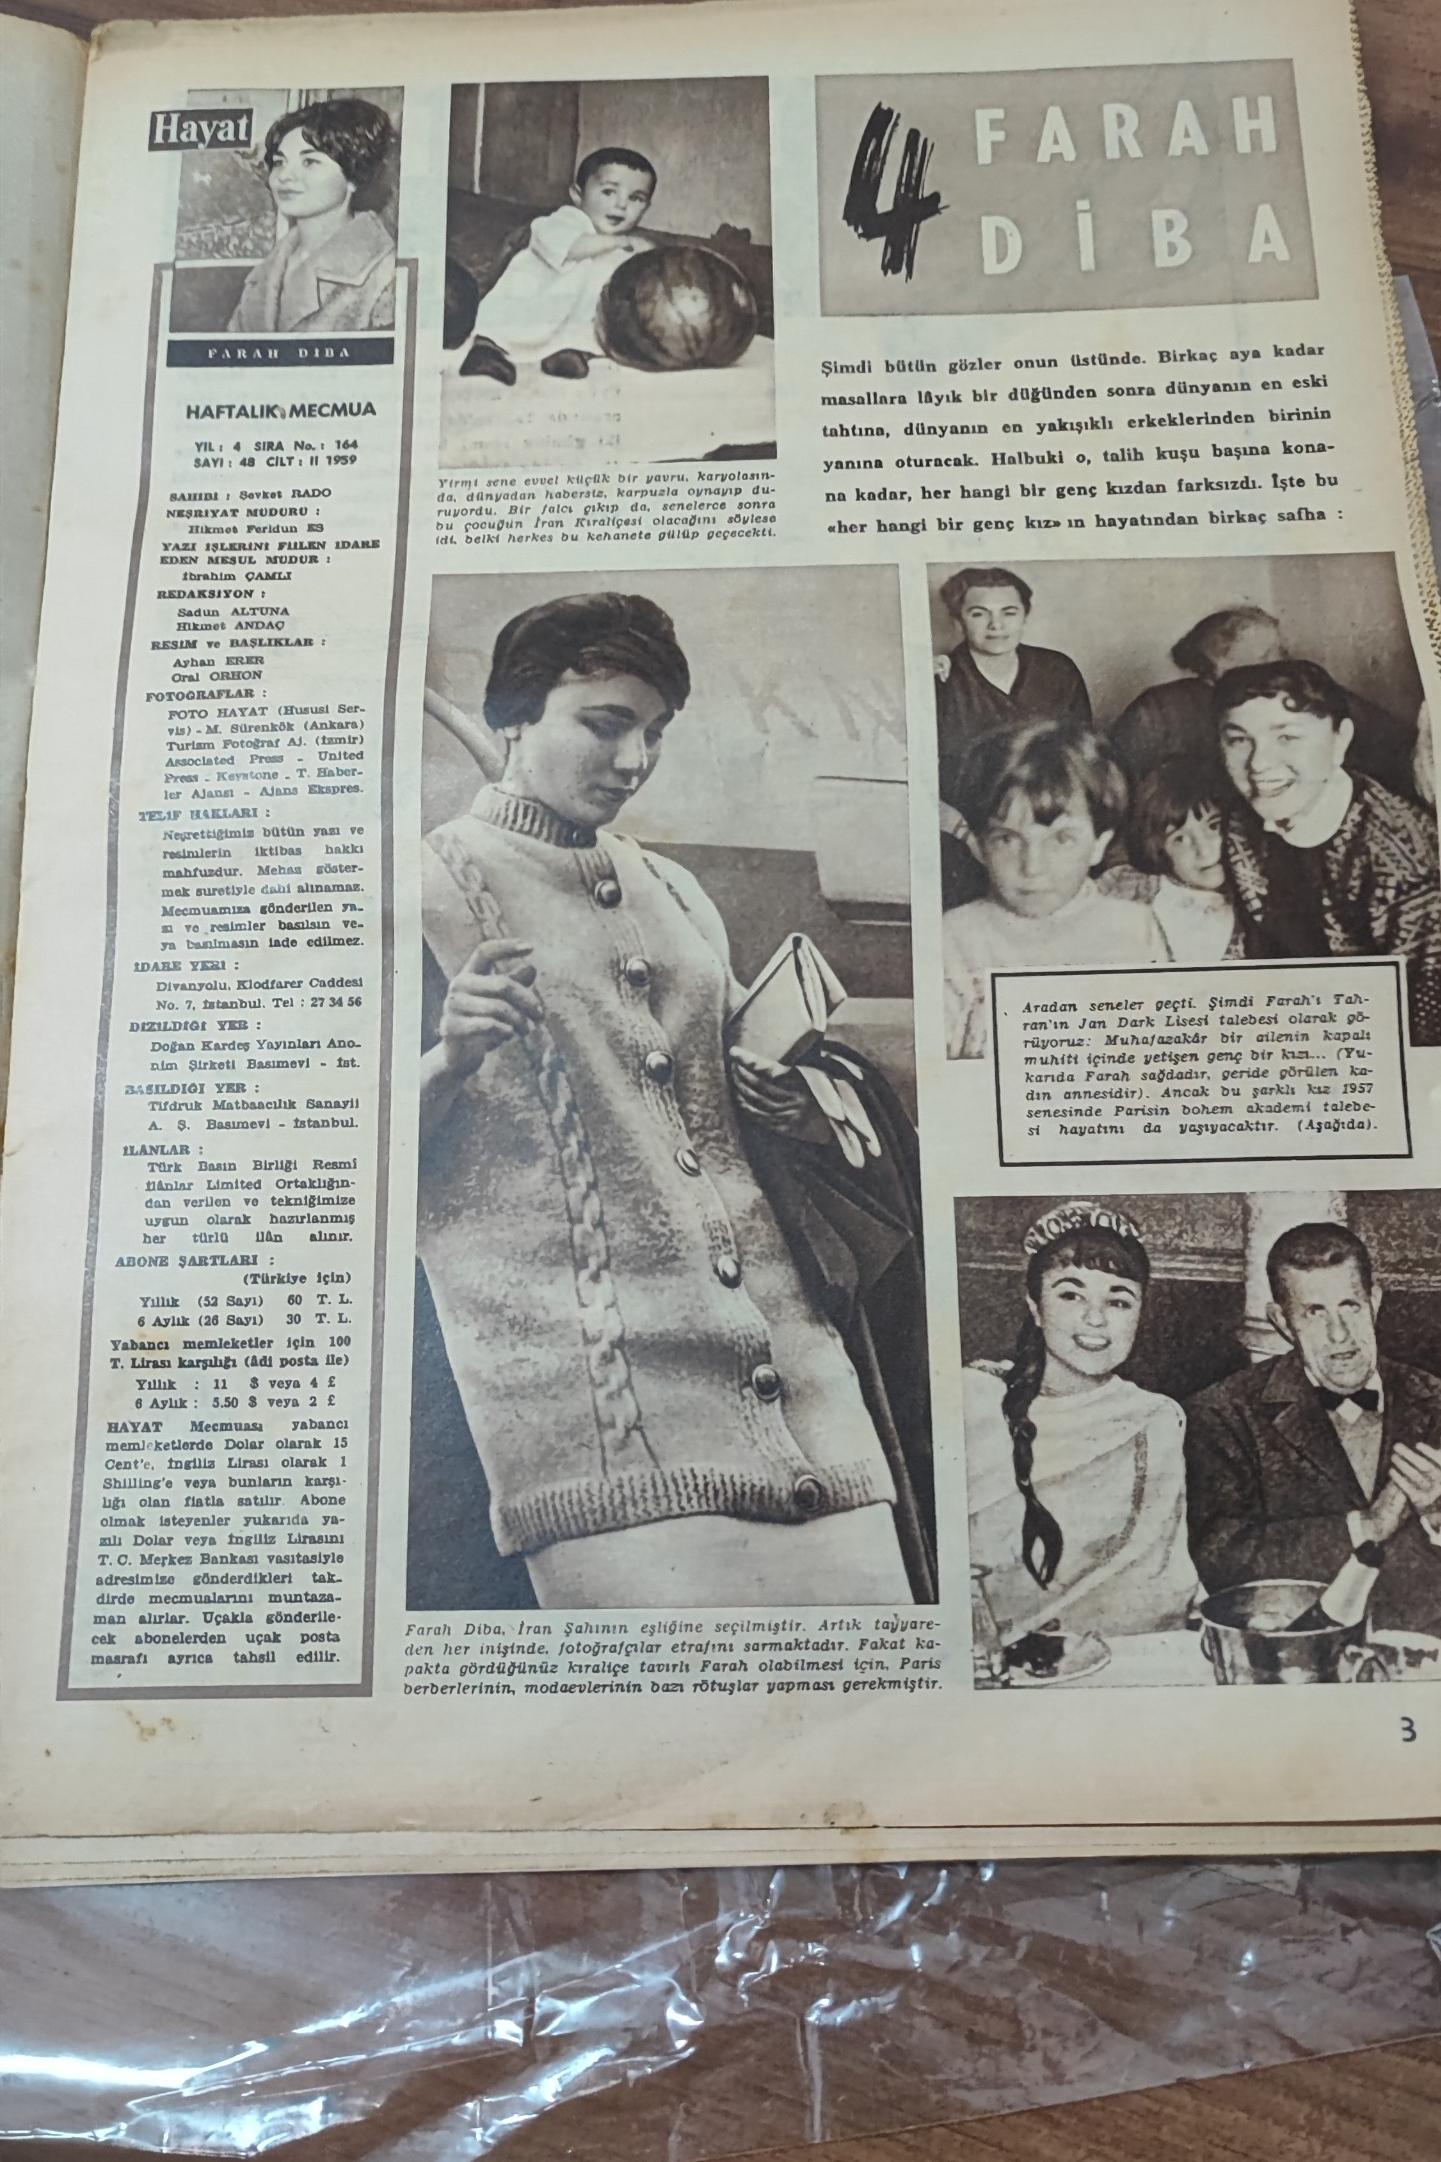 Hayat
FARAH DIBA
HAFTALIK MECMUA
YIL : 4 SIRA No. : 164
SAYI : 48 CİLT : II 1959
SAHIBI : Şevket RADO
NEŞRİYAT MÜDÜRÜ :
Hikmet Feridun ES
YAZI İŞLERİNİ FİİLEN İDARE
EDEN MESUL MÜDÜR :
İbrahim ÇAMLI
REDAKSİYON :
Sadun ALTUNA
Hikmet ANDAÇ
RESİM ve BAŞLIKLAR :
Ayhan ERER
Oral ORHON
FOTOĞRAFLAR :
FOTO HAYAT (Hususi Ser-
vis) - M. Sürenkök (Ankara)
Turizm Fotoğraf Aj. (İzmir)
Associated Press - United
Press - Keystone - T. Haber-
ler Ajansı - Ajans Ekspres.
TELİF HAKLARI :
Neşrettiğimiz bütün yazı ve
resimlerin iktibas hakkı
mahfuzdur. Mehaz göster-
mek suretiyle dahi alınamaz.
Mecmuamıza gönderilen ya-
zı ve resimler basılsın ve-
ya basılmasın iade edilmez.
İDARE YERİ :
Divanyolu, Klodfarer Caddesi
No. 7, İstanbul. Tel : 27 34 56
DİZİLDİĞİ YER :
Doğan Kardeş Yayınları Ano-
nim Şirketi Basımevi - İst.
BASILDIĞI YER :
Tifdruk Matbaacılık Sanayii
A. Ş. Basımevi - İstanbul.
İLANLAR :
Türk Basın Birliği Resmî
İlânlar Limited Ortaklığın-
dan verilen ve tekniğimize
uygun olarak hazırlanmış
her türlü ilân alınır.
ABONE ŞARTLARI :
(Türkiye için)
Yıllık (52 Sayı) 60 T. L.
6 Aylık (26 Sayı) 30 T. L.
Yabancı memleketler için 100
T. Lirası karşılığı (âdi posta ile)
Yıllık : 11 $ veya 4 £
6 Aylık : 5.50 $ veya 2 £
HAYAT Mecmuası yabancı
memleketlerde Dolar olarak 15
Cent'e, İngiliz Lirası olarak 1
Shilling'e veya bunların karşı-
lığı olan fiatla satılır. Abone
olmak isteyenler yukarıda ya-
zılı Dolar veya İngiliz Lirasını
T. C. Merkez Bankası vasıtasiyle
adresimize gönderdikleri tak-
dirde mecmualarını muntaza-
man alırlar. Uçakla gönderile-
cek abonelerden uçak posta
masrafı ayrıca tahsil edilir.
Yirmi sene evvel küçük bir yavru, karyolasın-
da, dünyadan habersiz, karpuzla oynayıp du-
ruyordu. Bir falcı çıkıp da, senelerce sonra
bu çocuğun İran Kıraliçesi olacağını söylese
idi, belki herkes bu kehanete gülüp geçecekti.
4 FARAH
DİBA
Şimdi bütün gözler onun üstünde. Birkaç aya kadar
masallara lâyık bir düğünden sonra dünyanın en eski
tahtına, dünyanın en yakışıklı erkeklerinden birinin
yanına oturacak. Halbuki o, talih kuşu başına kona-
na kadar, her hangi bir genç kızdan farksızdı. İşte bu
«her hangi bir genç kız» ın hayatından birkaç safha :
Aradan seneler geçti. Şimdi Farah'ı Tah-
ran'ın Jan Dark Lisesi talebesi olarak gö-
rüyoruz: Muhafazakâr bir ailenin kapalı
muhiti içinde yetişen genç bir kızı... (Yu-
karıda Farah sağdadır, geride görülen ka-
dın annesidir). Ancak bu şarklı kız 1957
senesinde Parisin bohem akademi talebe-
si hayatını da yaşıyacaktır. (Aşağıda).
Farah Diba, İran Şahının eşliğine seçilmiştir. Artık tayyare-
den her inişinde, fotoğrafçılar etrafını sarmaktadır. Fakat ka-
pakta gördüğünüz kıraliçe tavırlı Farah olabilmesi için, Paris
berberlerinin, modaevlerinin bazı rötuşlar yapması gerekmiştir.
3